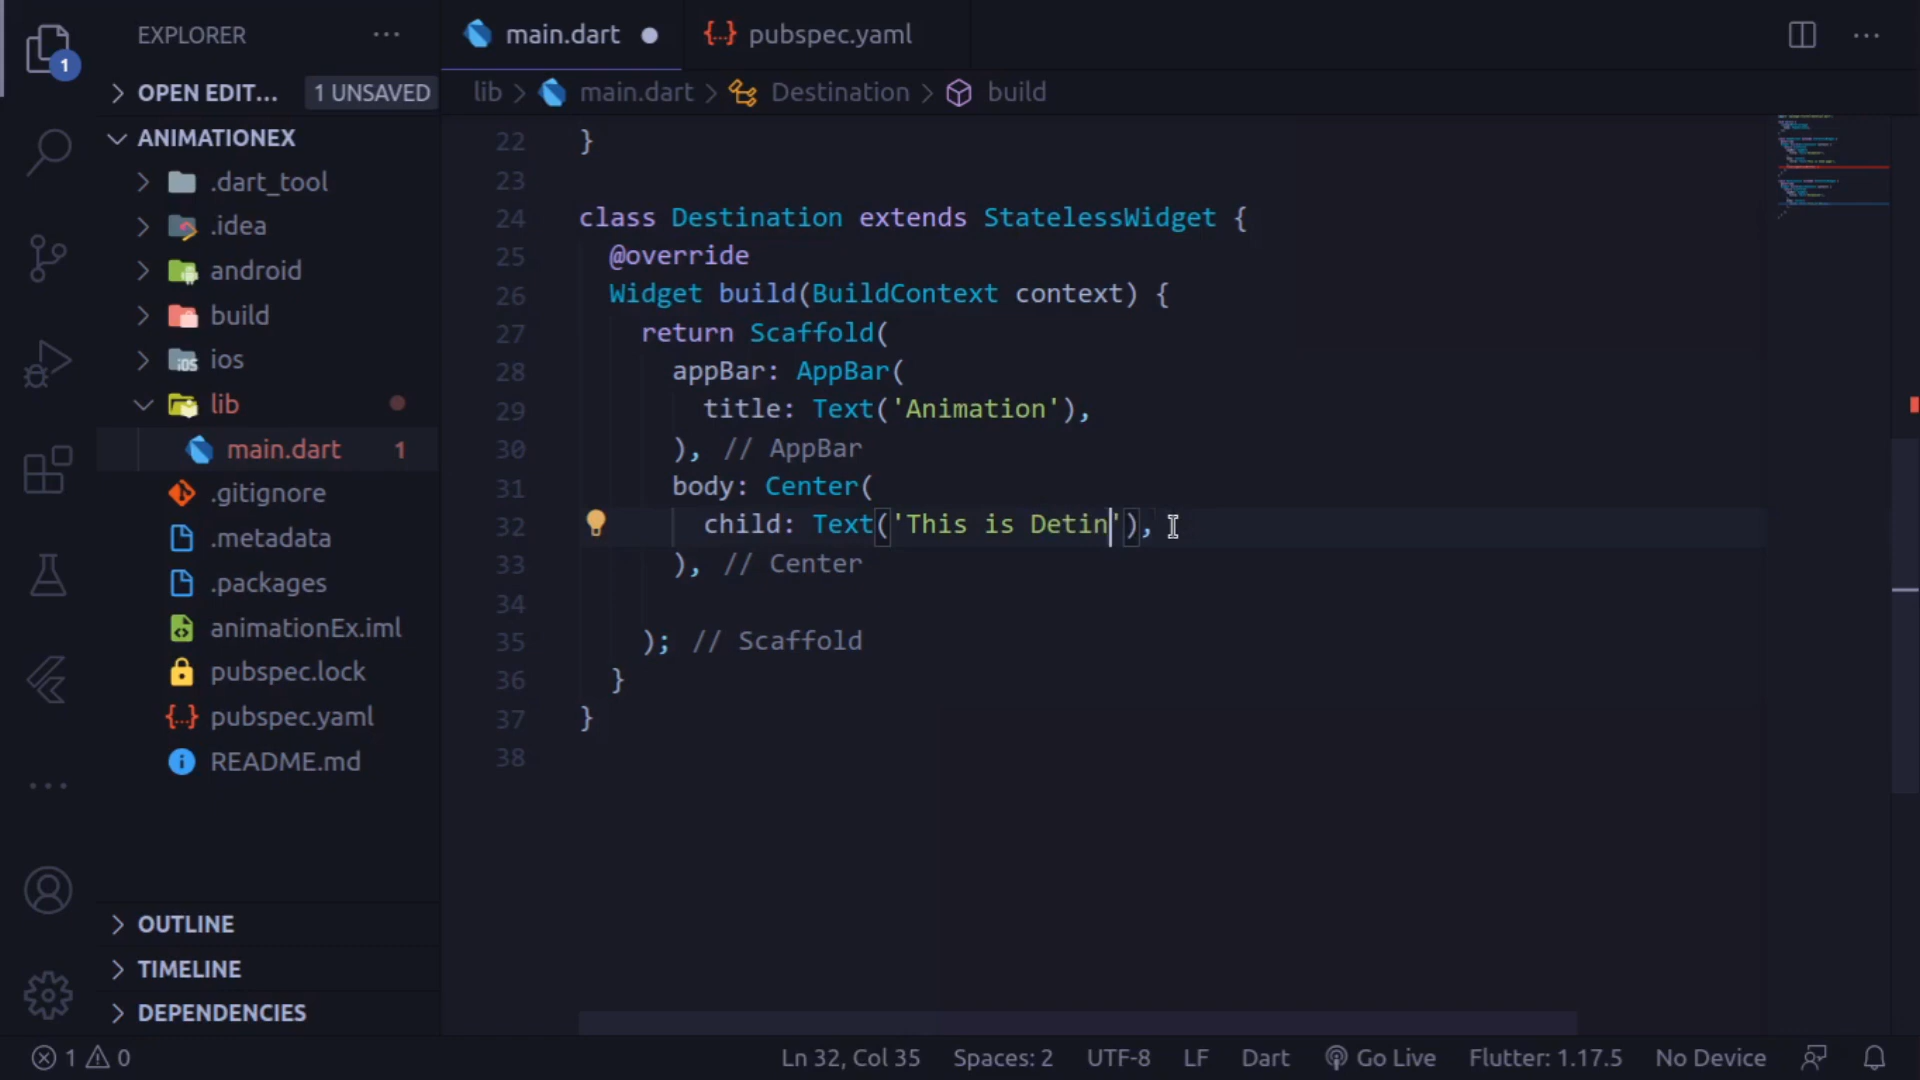 EXPLORER ...
main.dart
pubspec.yaml
1
OPEN EDIT... 1 UNSAVED
lib > main.dart > Destination > build
ANIMATIONEX
.dart_tool
.idea
android
build
ios
lib
main.dart 1
.gitignore
.metadata
.packages
animationEx.iml
pubspec.lock
pubspec.yaml
README.md
OUTLINE
TIMELINE
DEPENDENCIES
22 }
23
24 class Destination extends StatelessWidget {
25 @override
26 Widget build(BuildContext context) {
27 return Scaffold(
28 appBar: AppBar(
29 title: Text('Animation'),
30 ), // AppBar
31 body: Center(
32 child: Text('This is Detin'),
33 ), // Center
34
35 ); // Scaffold
36 }
37 }
38
1 0 Ln 32, Col 35 Spaces: 2 UTF-8 LF Dart Go Live Flutter: 1.17.5 No Device